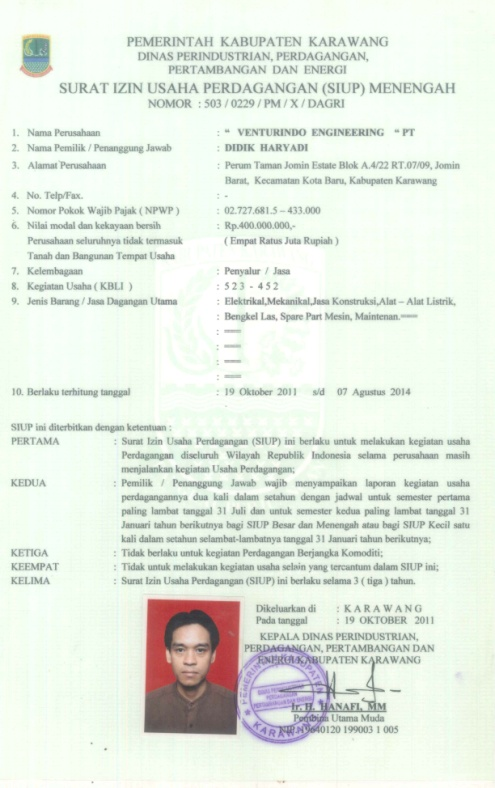 PEMERINTAH KABUPATEN KARAWANG
DINAS PERINDUSTRIAN, PERDAGANGAN,
PERTAMBANGAN DAN ENERGI
SURAT IZIN USAHA PERDAGANGAN (SIUP) MENENGAH
NOMOR : 503 / 0229 / PM / X / DAGRI
1. Nama Perusahaan : “ VENTURINDO ENGINEERING “ PT
2. Nama Pemilik / Penanggung Jawab : DIDIK HARYADI
3. Alamat Perusahaan : Perum Taman Jomin Estate Blok A.4/22 RT.07/09, Jomin
Barat, Kecamatan Kota Baru, Kabupaten Karawang
4. No. Telp/Fax. : -
5. Nomor Pokok Wajib Pajak ( NPWP ) : 02.727.681.5 – 433.000
6. Nilai modal dan kekayaan bersih : Rp.400.000.000,-
Perusahaan seluruhnya tidak termasuk ( Empat Ratus Juta Rupiah )
Tanah dan Bangunan Tempat Usaha
7. Kelembagaan : Penyalur / Jasa
8. Kegiatan Usaha ( KBLI ) : 5 2 3 - 4 5 2
9. Jenis Barang / Jasa Dagangan Utama : Elektrikal,Mekanikal,Jasa Konstruksi,Alat – Alat Listrik,
: Bengkel Las, Spare Part Mesin, Maintenan.===
: ===
: ===
: ===
: ===
10. Berlaku terhitung tanggal : 19 Oktober 2011 s/d 07 Agustus 2014
SIUP ini diterbitkan dengan ketentuan :
PERTAMA : Surat Izin Usaha Perdagangan (SIUP) ini berlaku untuk melakukan kegiatan usaha
Perdagangan diseluruh Wilayah Republik Indonesia selama perusahaan masih
menjalankan kegiatan Usaha Perdagangan;
KEDUA : Pemilik / Penanggung Jawab wajib menyampaikan laporan kegiatan usaha
perdagangannya dua kali dalam setahun dengan jadwal untuk semester pertama
paling lambat tanggal 31 Juli dan untuk semester kedua paling lambat tanggal 31
Januari tahun berikutnya bagi SIUP Besar dan Menengah atau bagi SIUP Kecil satu
kali dalam setahun selambat-lambatnya tanggal 31 Januari tahun berikutnya;
KETIGA : Tidak berlaku untuk kegiatan Perdagangan Berjangka Komoditi;
KEEMPAT : Tidak untuk melakukan kegiatan usaha selain yang tercantum dalam SIUP ini;
KELIMA : Surat Izin Usaha Perdagangan (SIUP) ini berlaku selama 3 ( tiga ) tahun.
Dikeluarkan di : K A R A W A N G
Pada tanggal : 19 OKTOBER 2011
KEPALA DINAS PERINDUSTRIAN,
PERDAGANGAN, PERTAMBANGAN DAN
ENERGI KABUPATEN KARAWANG
PEMERINTAH KABUPATEN
KARAWANG
Ir. H. HANAFI, MM
Pembina Utama Muda
NIP.19640120 199003 1 005